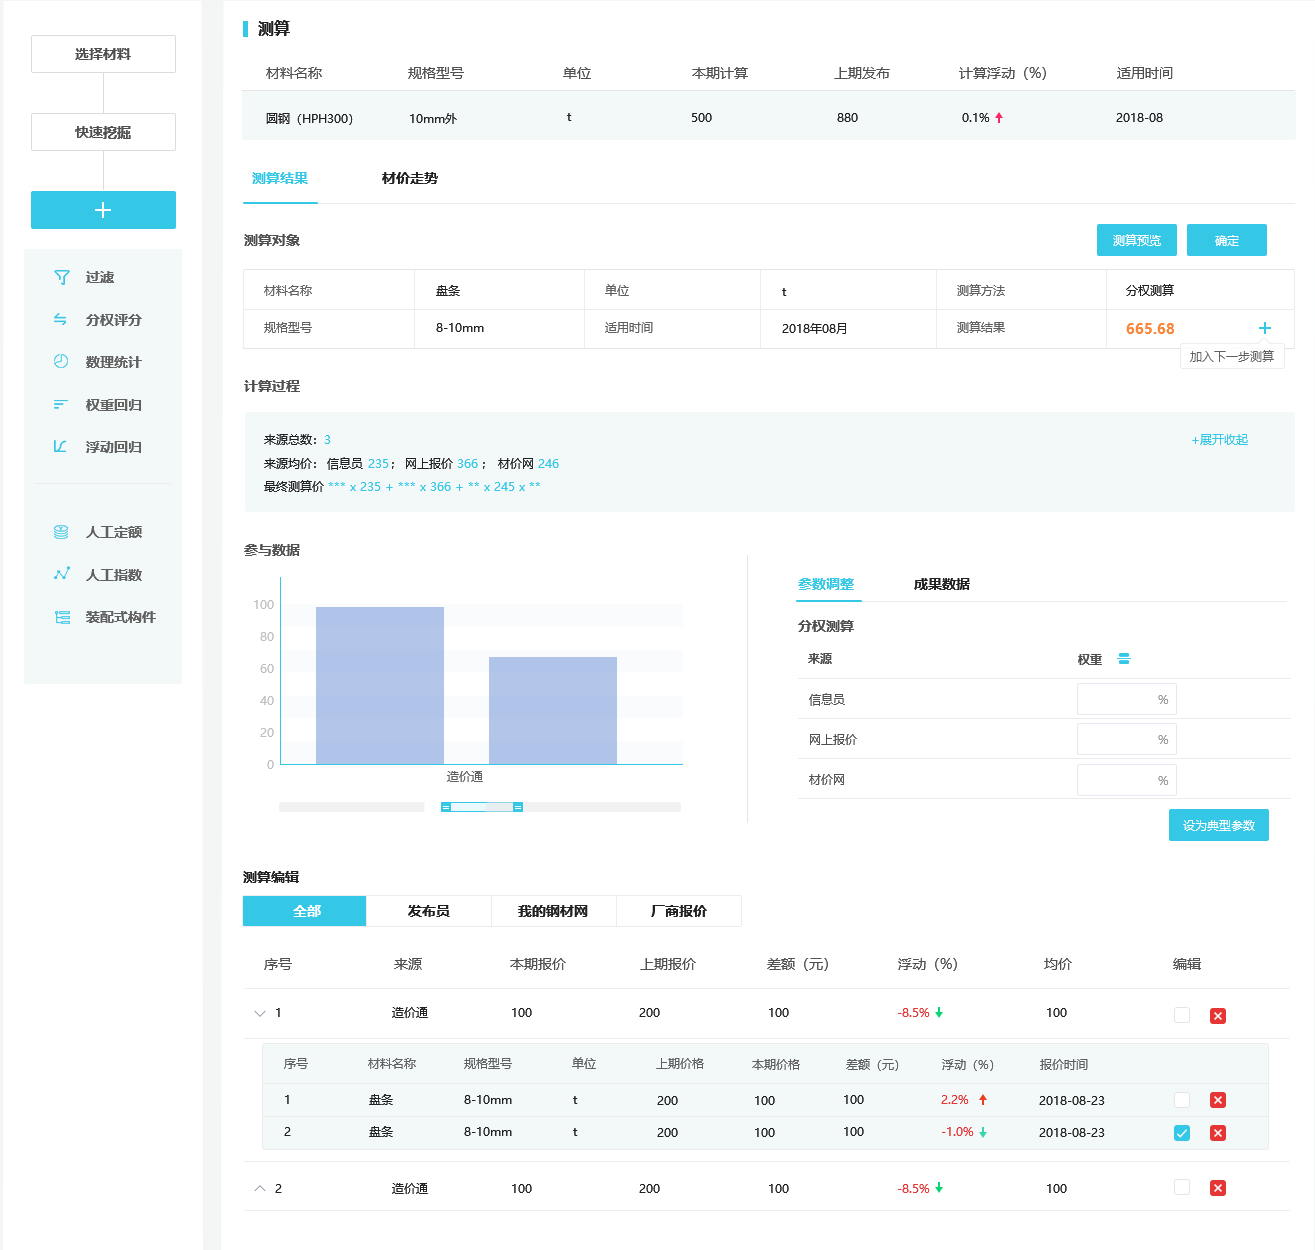 选择材料
快速挖掘
过滤
分权评分
数理统计
权重回归
浮动回归
人工定额
人工指数
装配式构件
测算
材料名称 规格型号 单位 本期计算 上期发布 计算浮动（%） 适用时间
圆钢（HPH300） 10mm外 t 500 880 0.1% 2018-08
测算结果 材价走势
测算对象 测算预览 确定
材料名称 盘条 单位 t 测算方法 分权测算
规格型号 8-10mm 适用时间 2018年08月 测算结果 665.68 +
加入下一步测算
计算过程
来源总数：3 +展开收起
来源均价：信息员 235；网上报价 366；材价网 246
最终测算价 *** x 235 + *** x 366 + ** x 245 x **
参与数据
100
80
60
40
20
0
造价通
参数调整 成果数据
分权测算
来源 权重
信息员 %
网上报价 %
材价网 %
设为典型参数
测算编辑
全部 发布员 我的钢材网 厂商报价
序号 来源 本期报价 上期报价 差额（元） 浮动（%） 均价 编辑
1 造价通 100 200 100 -8.5% 100
序号 材料名称 规格型号 单位 上期价格 本期价格 差额（元） 浮动（%） 报价时间
1 盘条 8-10mm t 200 100 100 2.2% 2018-08-23
2 盘条 8-10mm t 200 100 100 -1.0% 2018-08-23
2 造价通 100 200 100 -8.5% 100